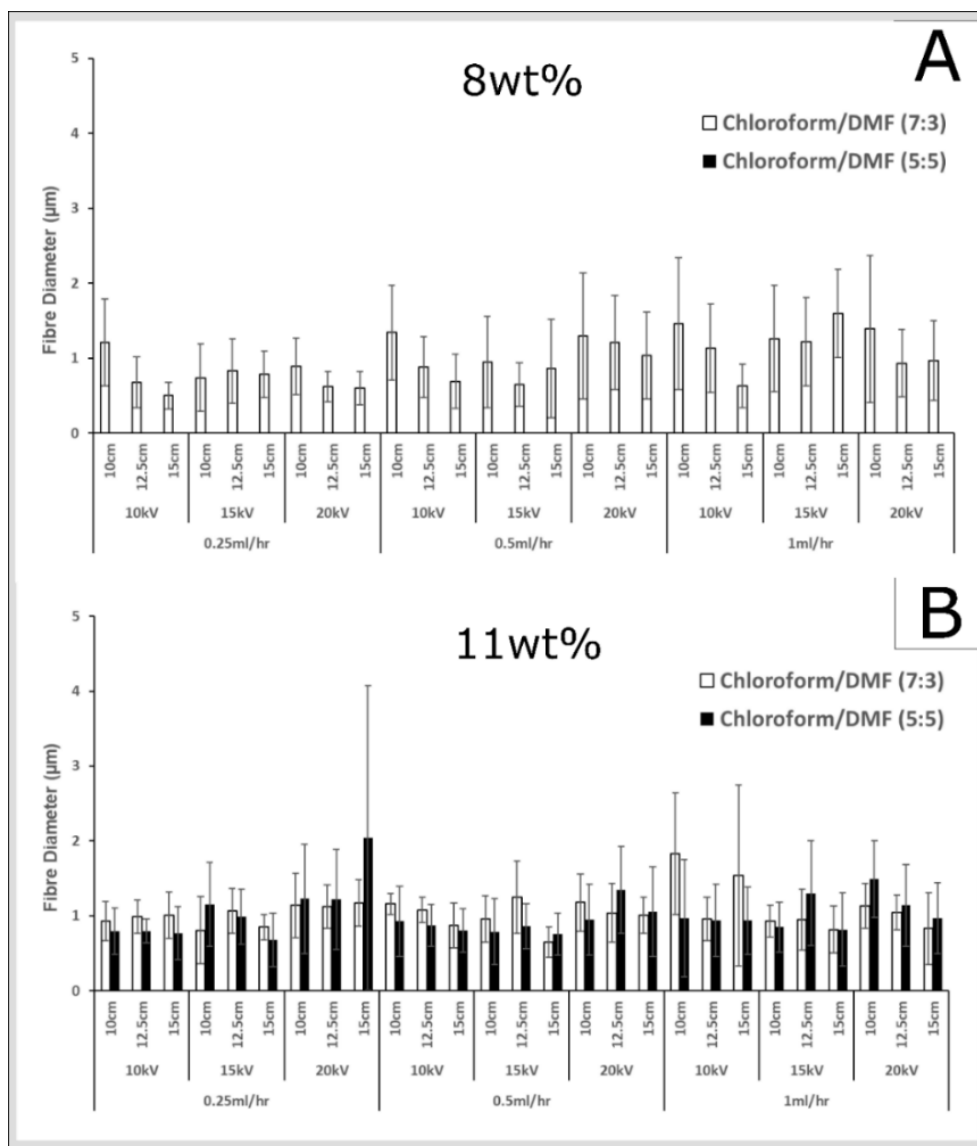 A
8wt%
Chloroform/DMF (7:3)
Chloroform/DMF (5:5)
Fibre Diameter (µm)
5
4
3
2
1
0
10cm 12.5cm 15cm 10cm 12.5cm 15cm 10cm 12.5cm 15cm 10cm 12.5cm 15cm 10cm 12.5cm 15cm 10cm 12.5cm 15cm 10cm 12.5cm 15cm 10cm 12.5cm 15cm 10cm 12.5cm 15cm
10kV 15kV 20kV 10kV 15kV 20kV 10kV 15kV 20kV
0.25ml/hr 0.5ml/hr 1ml/hr
B
11wt%
Chloroform/DMF (7:3)
Chloroform/DMF (5:5)
Fibre Diameter (µm)
5
4
3
2
1
0
10cm 12.5cm 15cm 10cm 12.5cm 15cm 10cm 12.5cm 15cm 10cm 12.5cm 15cm 10cm 12.5cm 15cm 10cm 12.5cm 15cm 10cm 12.5cm 15cm 10cm 12.5cm 15cm 10cm 12.5cm 15cm
10kV 15kV 20kV 10kV 15kV 20kV 10kV 15kV 20kV
0.25ml/hr 0.5ml/hr 1ml/hr